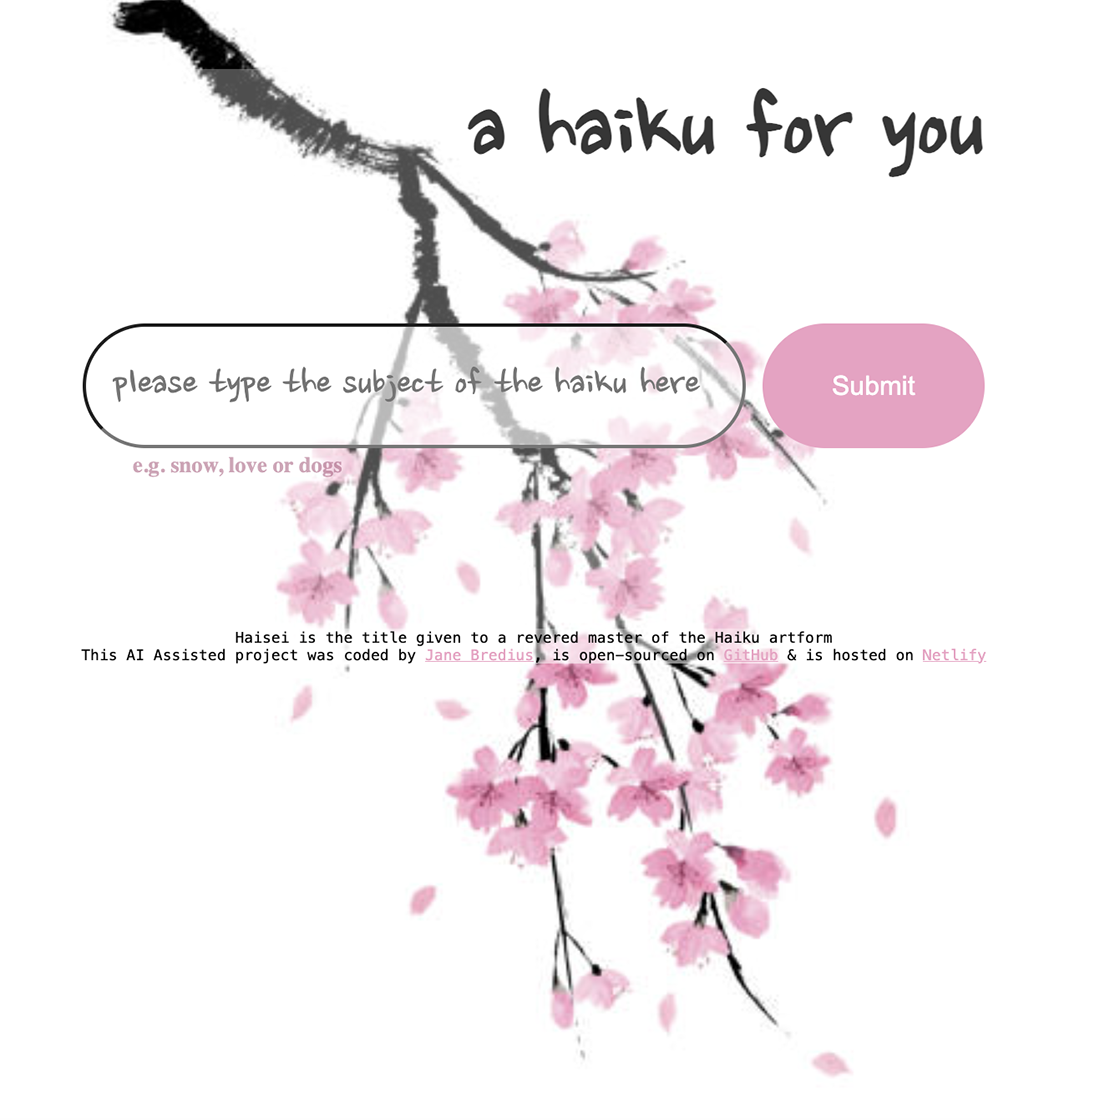 a haiku for you
please type the subject of the haiku here
Submit
e.g. snow, love or dogs
Haisei is the title given to a revered master of the Haiku artform
This AI Assisted project was coded by Jane Bredius, is open-sourced on GitHub & is hosted on Netlify